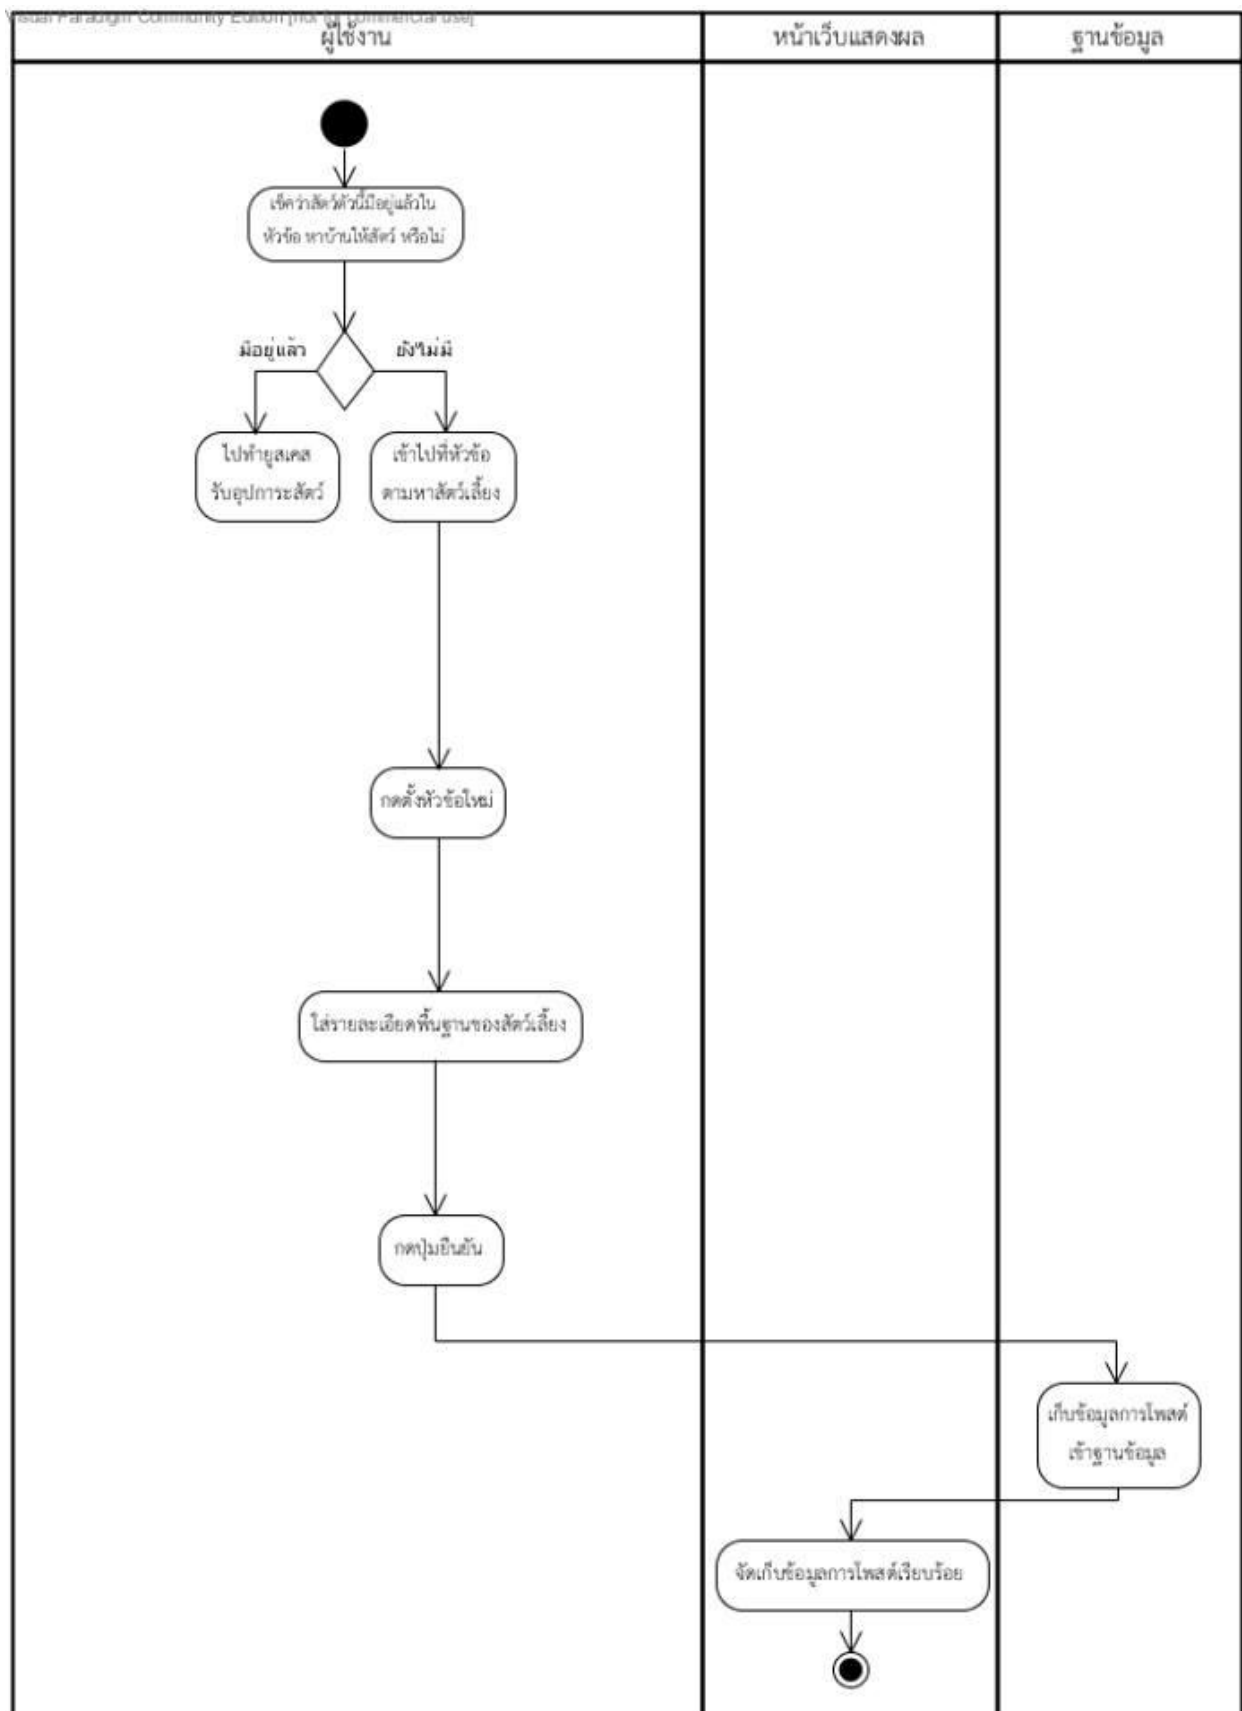 Visual Paradigm Community Edition [not for commercial use]
ผู้ใช้งาน
หน้าเว็บแสดงผล
ฐานข้อมูล
เช็คว่าสัตว์ตัวนี้มีอยู่แล้วใน
หัวข้อ หาบ้านให้สัตว์ หรือไม่
มีอยู่แล้ว
ยังไม่มี
ไปทำยูสเคส
รับอุปการะสัตว์
เข้าไปที่หัวข้อ
ตามหาสัตว์เลี้ยง
กดตั้งหัวข้อใหม่
ใส่รายละเอียดพื้นฐานของสัตว์เลี้ยง
กดปุ่มยืนยัน
เก็บข้อมูลการโพสต์
เข้าฐานข้อมูล
จัดเก็บข้อมูลการโพสต์เรียบร้อย